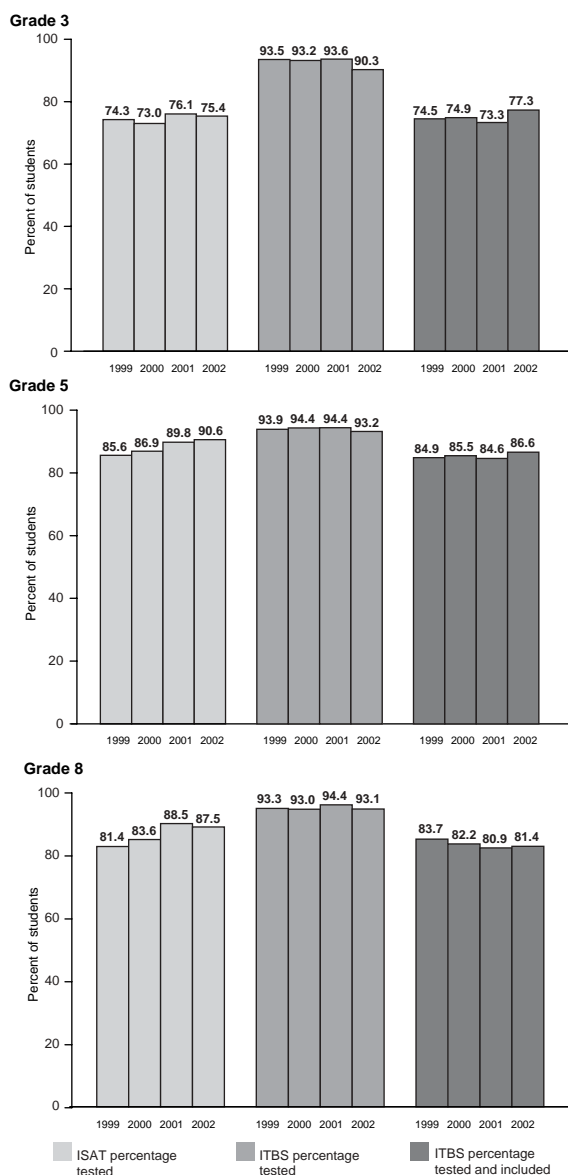 Grade 3
Percent of students
100
80
60
40
20
0
74.3 73.0 76.1 75.4
93.5 93.2 93.6 90.3
74.5 74.9 73.3 77.3
1999 2000 2001 2002 1999 2000 2001 2002 1999 2000 2001 2002
Grade 5
Percent of students
100
80
60
40
20
0
85.6 86.9 89.8 90.6
93.9 94.4 94.4 93.2
84.9 85.5 84.6 86.6
1999 2000 2001 2002 1999 2000 2001 2002 1999 2000 2001 2002
Grade 8
Percent of students
100
80
60
40
20
0
81.4 83.6 88.5 87.5
93.3 93.0 94.4 93.1
83.7 82.2 80.9 81.4
1999 2000 2001 2002 1999 2000 2001 2002 1999 2000 2001 2002
ISAT percentage
tested
ITBS percentage
tested
ITBS percentage
tested and included